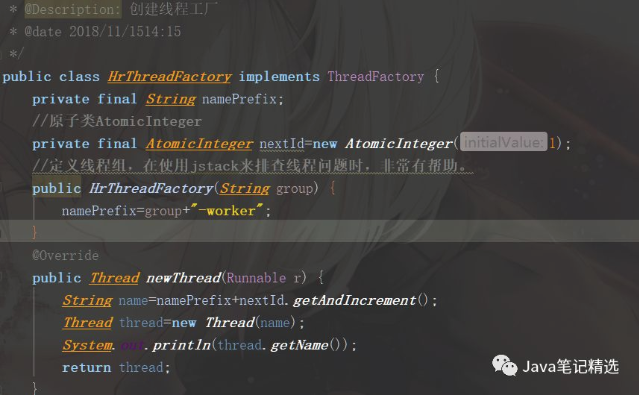 * @Description: 创建线程工厂
* @date 2018/11/1514:15
*/
public class HrThreadFactory implements ThreadFactory {
private final String namePrefix;
//原子类AtomicInteger
private final AtomicInteger nextId=new AtomicInteger( initialValue: 1);
//定义线程组，在使用jstack来排查线程问题时，非常有帮助。
public HrThreadFactory(String group) {
namePrefix=group+"-worker";
}
@Override
public Thread newThread(Runnable r) {
String name=namePrefix+nextId.getAndIncrement();
Thread thread=new Thread(name);
System.out.println(thread.getName());
return thread;
}
Java笔记精选